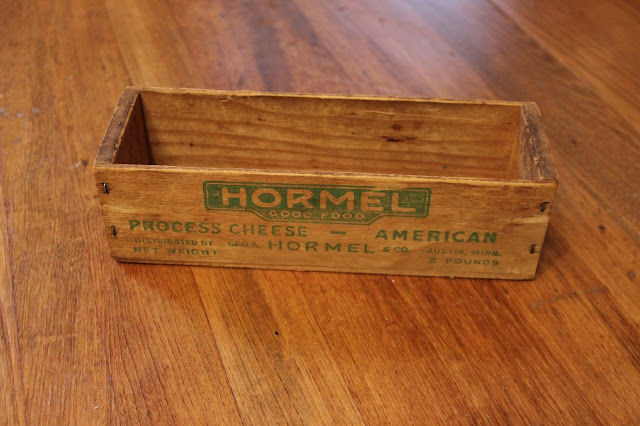 HORMEL
GOOD FOOD
PROCESS CHEESE — AMERICAN
DISTRIBUTED BY GEO. A. HORMEL & CO. AUSTIN, MINN.
NET WEIGHT 2 POUNDS